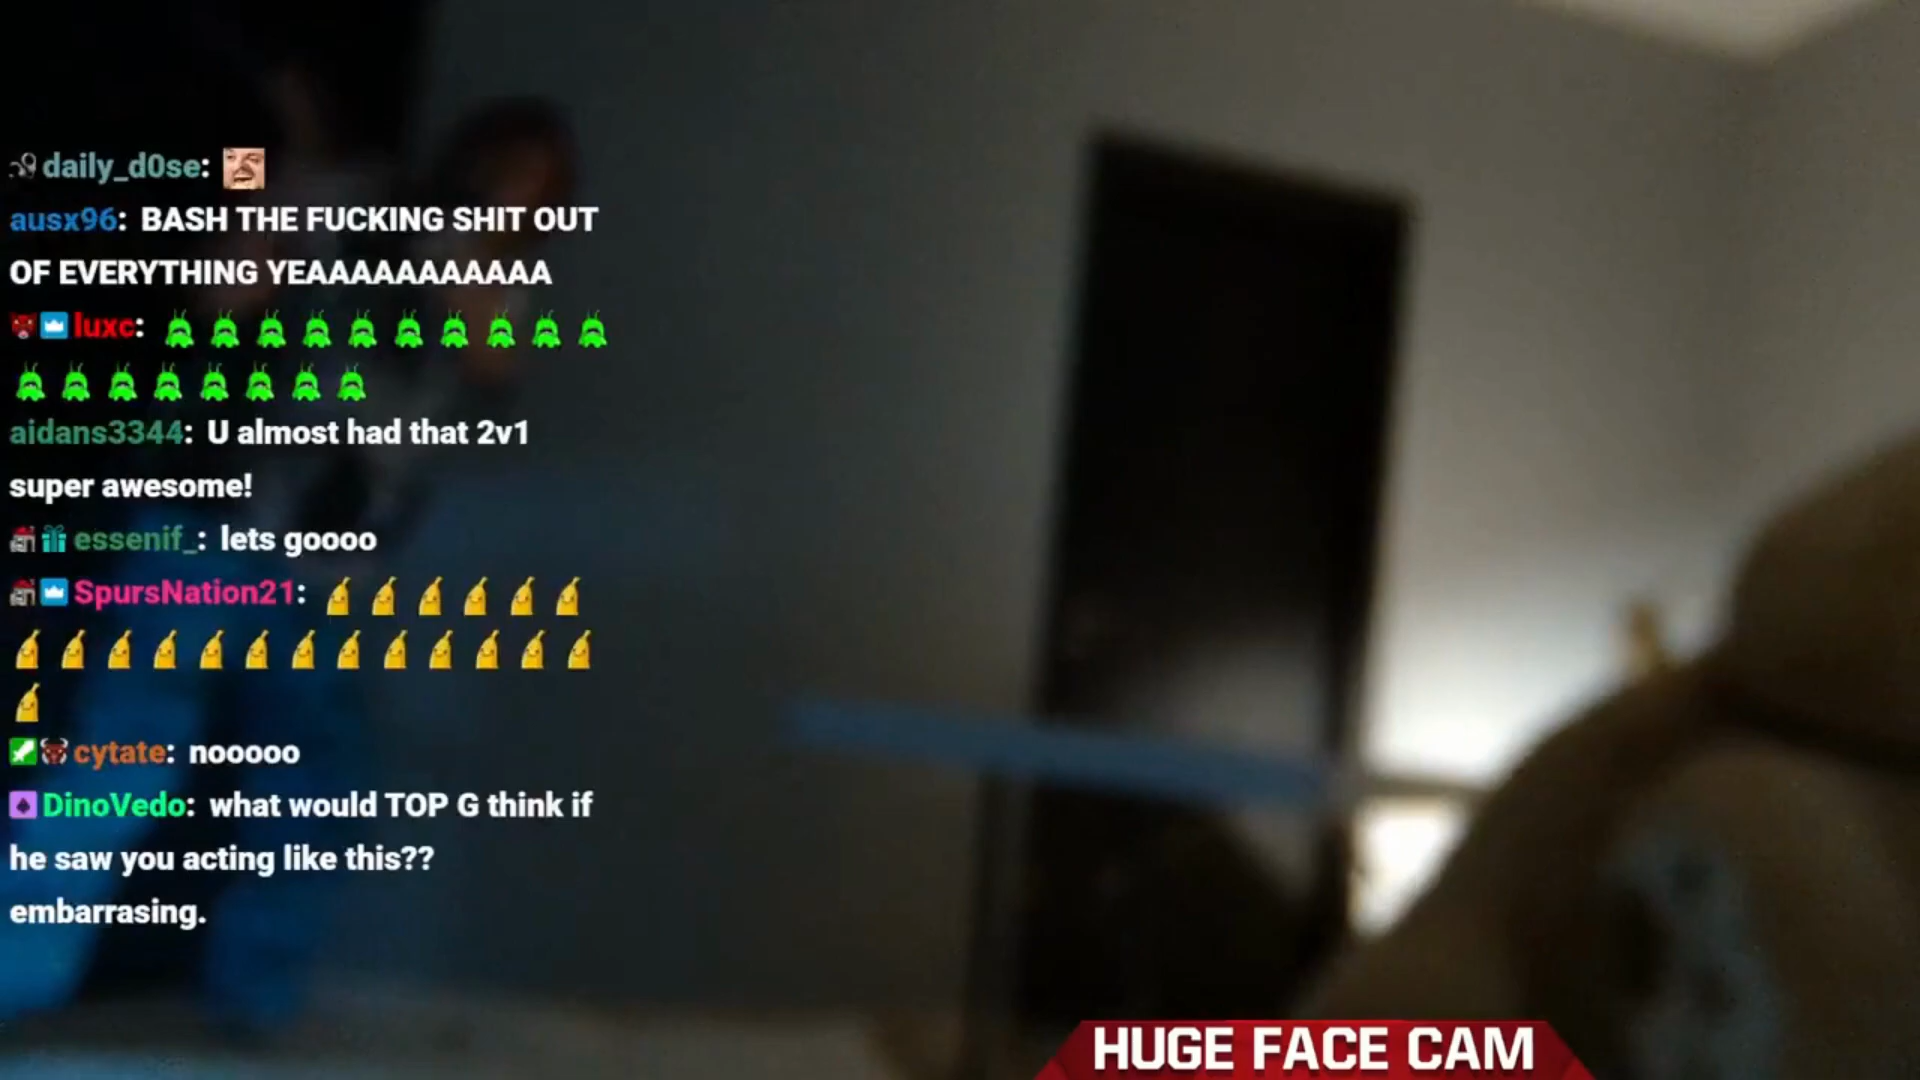 daily_d0se:
ausx96: BASH THE FUCKING SHIT OUT
OF EVERYTHING YEAAAAAAAAAAA
luxc:
aidans3344: U almost had that 2v1
super awesome!
essenif_: lets goooo
SpursNation21:
cytate: nooooo
DinoVedo: what would TOP G think if
he saw you acting like this??
embarrasing.
HUGE FACE CAM